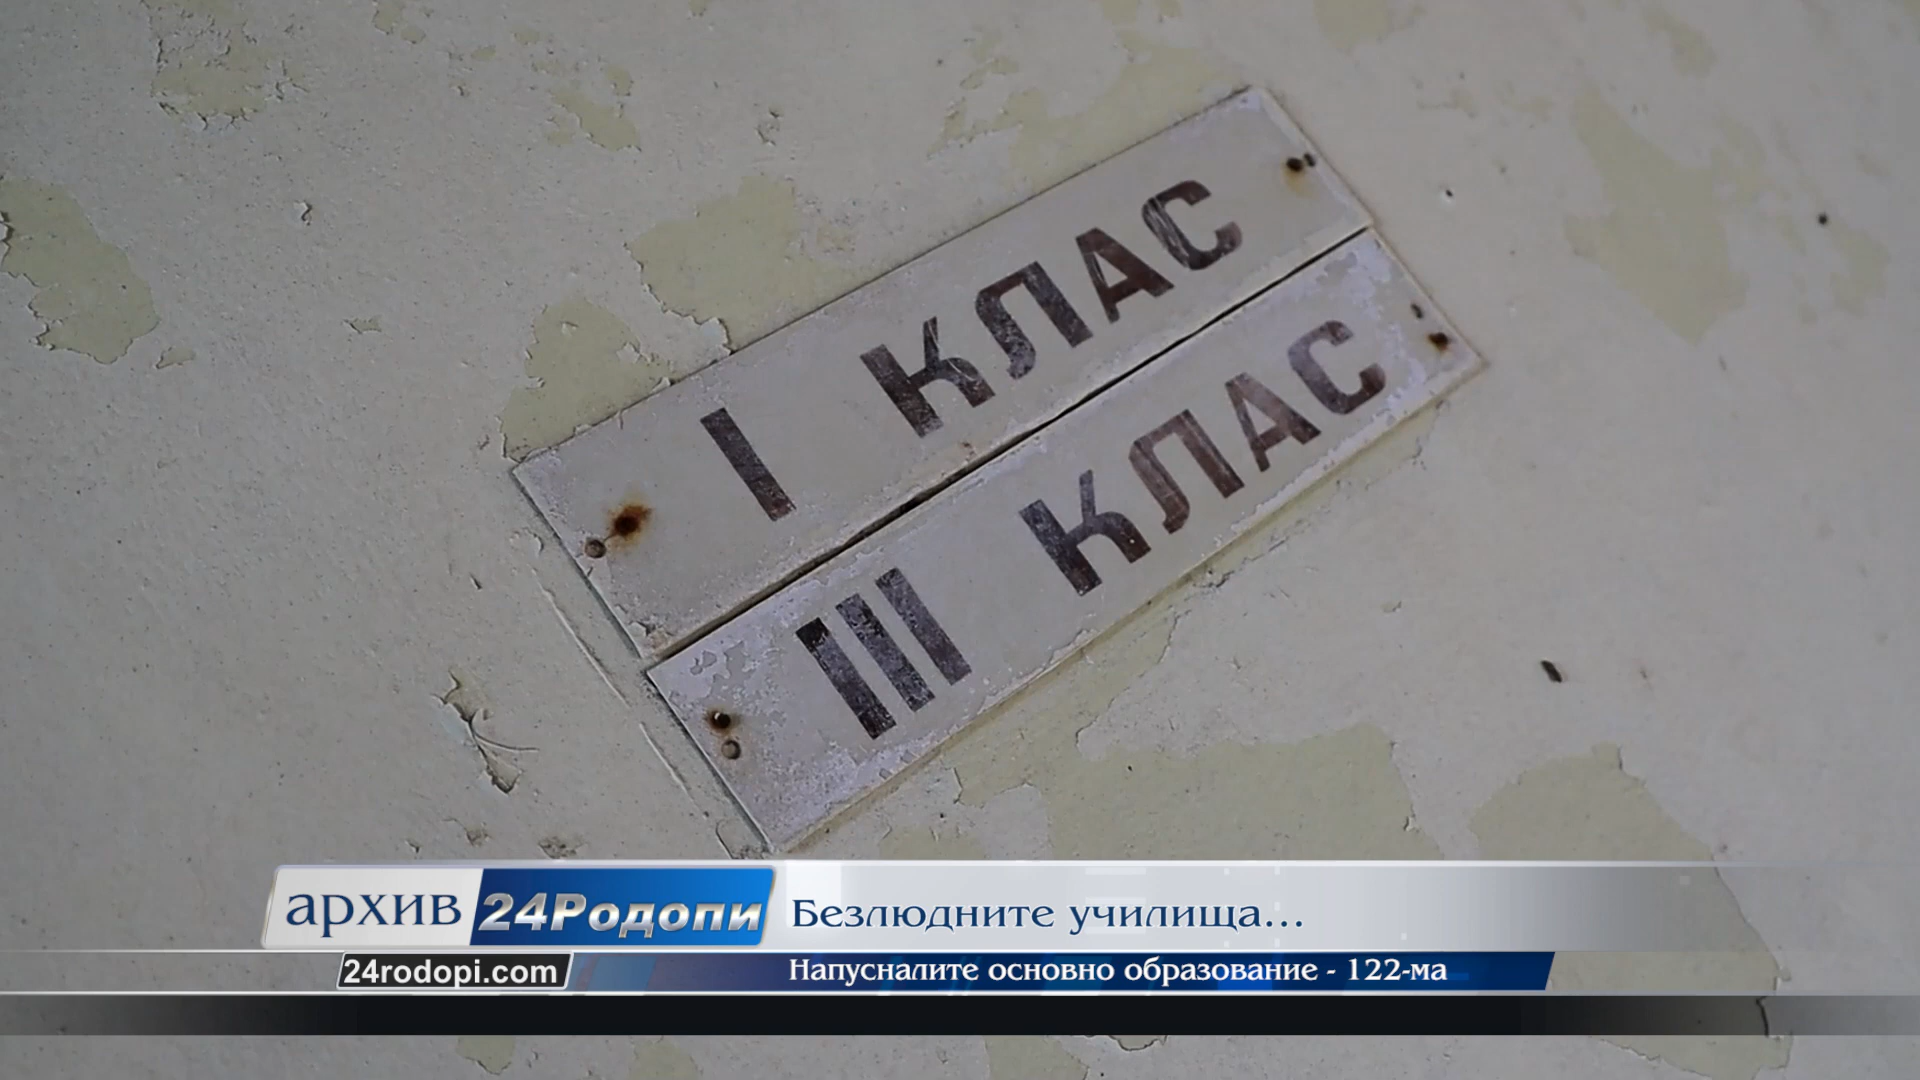 I КЛАС
III КЛАС
архив 24Родопи Безлюдните училища...
24rodopi.com Напусналите основно образование - 122-ма